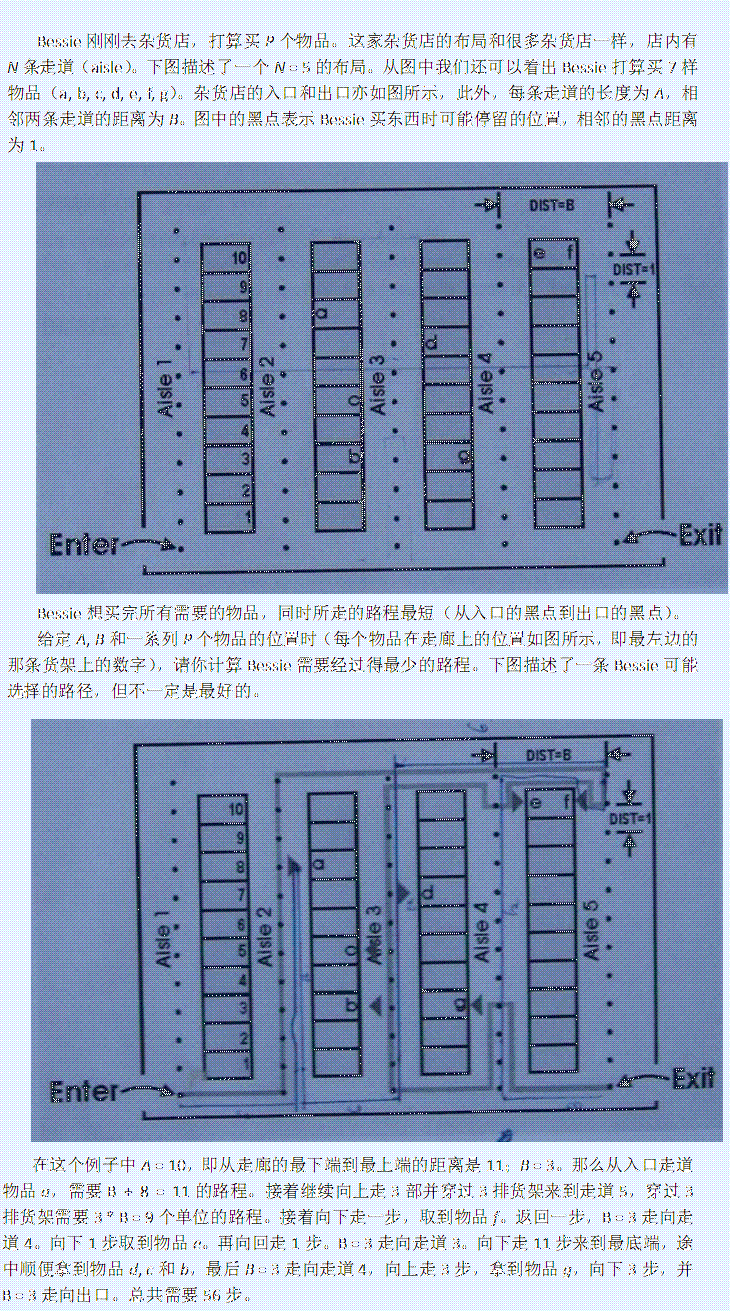 Bessie 刚刚去杂货店，打算买 P 个物品。这家杂货店的布局和很多杂货店一样，店内有
N 条走道（aisle）。下图描述了一个 N = 5 的布局。从图中我们还可以看出 Bessie 打算买 7 样
物品（a, b, c, d, e, f, g）。杂货店的入口和出口亦如图所示，此外，每条走道的长度为 A，相
邻两条走道的距离为 B。图中的黑点表示 Bessie 买东西时可能停留的位置，相邻的黑点距离
为 1。
DIST=B
10
e f
DIST=1
9
8
a
7
d
6
Aisle 1
Aisle 2
Aisle 3
Aisle 4
Aisle 5
5
c
4
3
b
g
2
1
Enter
Exit
Bessie 想买完所有需要的物品，同时所走的路程最短（从入口的黑点到出口的黑点）。
给定 A, B 和一系列 P 个物品的位置时（每个物品在走廊上的位置如图所示，即最左边的
那条货架上的数字），请你计算 Bessie 需要经过得最少的路程。下图描述了一条 Bessie 可能
选择的路径，但不一定是最好的。
DIST=B
10
e f
DIST=1
9
8
a
7
d
6
Aisle 1
Aisle 2
Aisle 3
Aisle 4
Aisle 5
5
c
4
3
b
g
2
1
Enter
Exit
在这个例子中 A = 10，即从走廊的最下端到最上端的距离是 11；B = 3。那么从入口走道
物品 a，需要 B + 8 = 11 的路程。接着继续向上走 3 部并穿过 3 排货架来到走道 5，穿过 3
排货架需要 3 * B = 9 个单位的路程。接着向下走一步，取到物品 f。返回一步，B = 3 走向走
道 4。向下 1 步取到物品 e。再向回走 1 步。B = 3 走向走道 3。向下走 11 步来到最底端，途
中顺便拿到物品 d, c 和 b，最后 B = 3 走向走道 4，向上走 3 步，拿到物品 g，向下 3 步，并
B = 3 走向出口。总共需要 56 步。